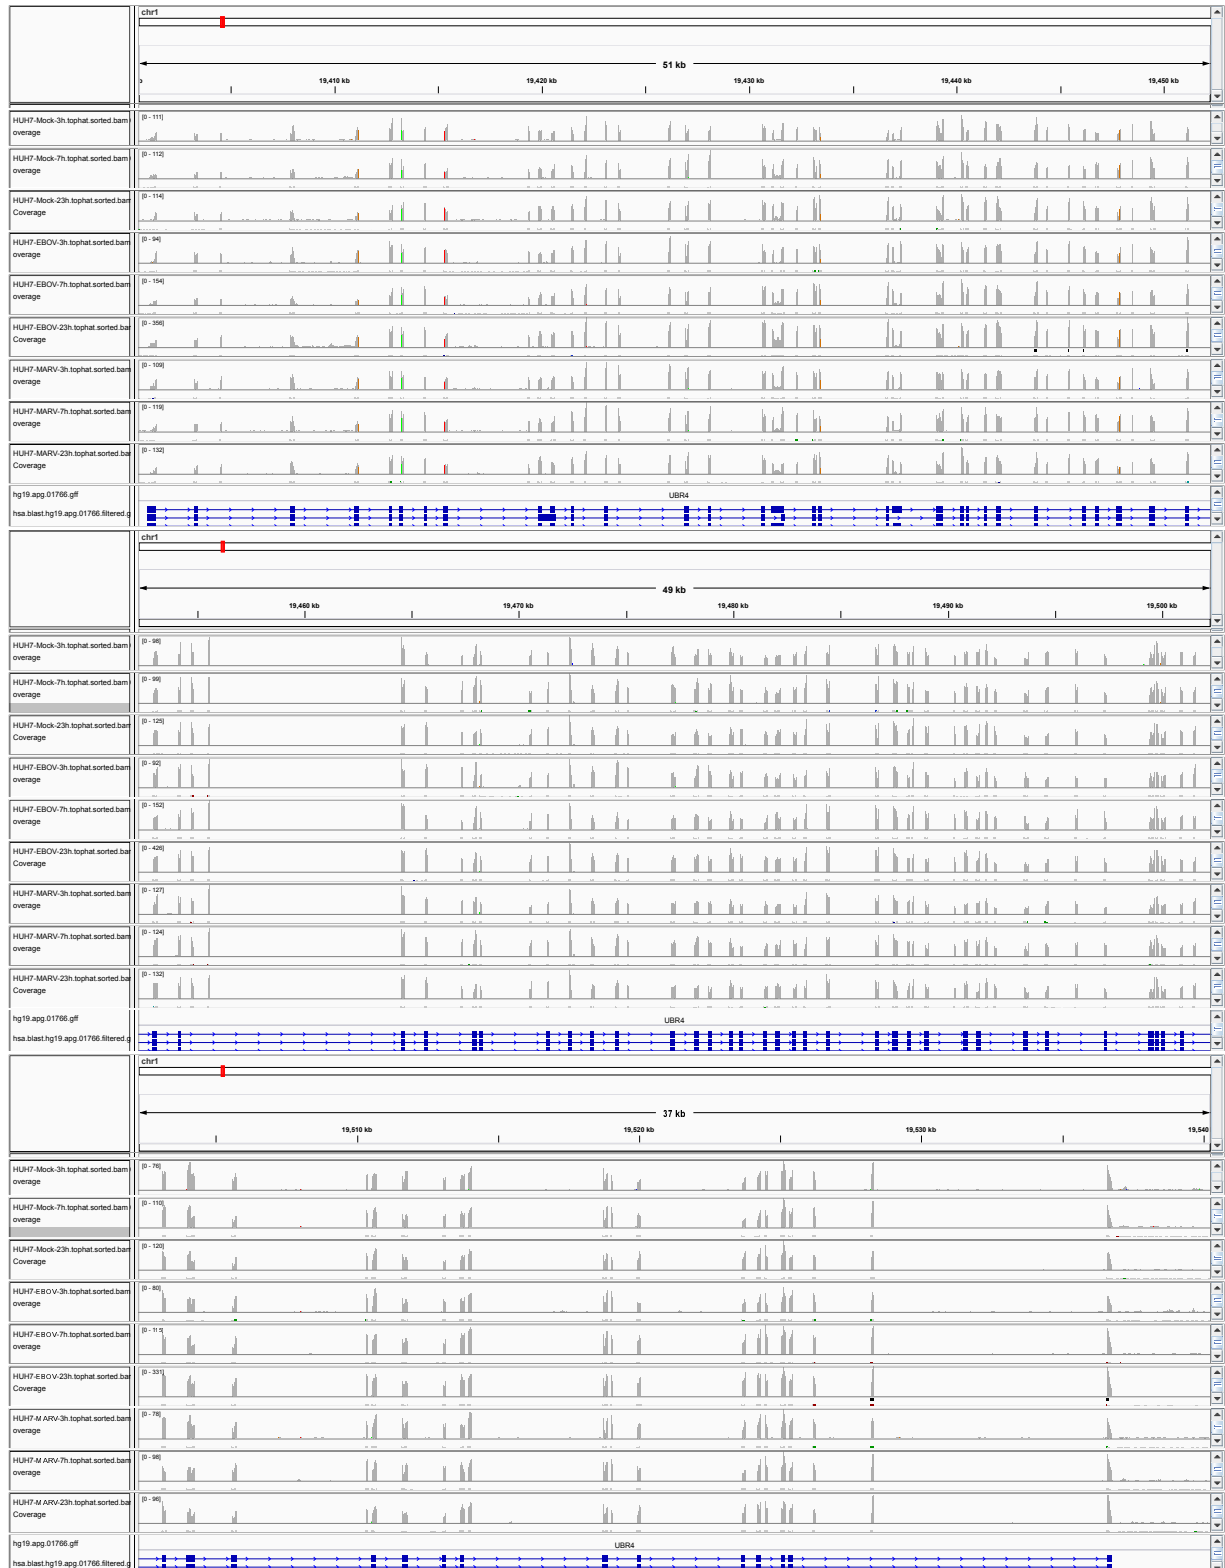 chr1
51 kb
19,410 kb 19,420 kb 19,430 kb 19,440 kb 19,450 kb
HUH7-Mock-3h.tophat.sorted.bam [0 - 111]
overage
HUH7-Mock-7h.tophat.sorted.bam [0 - 112]
overage
HUH7-Mock-23h.tophat.sorted.bam [0 - 114]
Coverage
HUH7-EBOV-3h.tophat.sorted.bam [0 - 94]
overage
HUH7-EBOV-7h.tophat.sorted.bam [0 - 154]
overage
HUH7-EBOV-23h.tophat.sorted.bar [0 - 356]
Coverage
HUH7-MARV-3h.tophat.sorted.bam [0 - 109]
overage
HUH7-MARV-7h.tophat.sorted.bam [0 - 119]
overage
HUH7-MARV-23h.tophat.sorted.bar [0 - 132]
Coverage
hg19.apg.01766.gff UBR4
hsa.blast.hg19.apg.01766.filtered.g
chr1
49 kb
19,460 kb 19,470 kb 19,480 kb 19,490 kb 19,500 kb
HUH7-Mock-3h.tophat.sorted.bam [0 - 98]
overage
HUH7-Mock-7h.tophat.sorted.bam [0 - 99]
overage
HUH7-Mock-23h.tophat.sorted.bam [0 - 125]
Coverage
HUH7-EBOV-3h.tophat.sorted.bam [0 - 92]
overage
HUH7-EBOV-7h.tophat.sorted.bam [0 - 152]
overage
HUH7-EBOV-23h.tophat.sorted.bar [0 - 426]
Coverage
HUH7-MARV-3h.tophat.sorted.bam [0 - 127]
overage
HUH7-MARV-7h.tophat.sorted.bam [0 - 124]
overage
HUH7-MARV-23h.tophat.sorted.bar [0 - 132]
Coverage
hg19.apg.01766.gff UBR4
hsa.blast.hg19.apg.01766.filtered.g
chr1
37 kb
19,510 kb 19,520 kb 19,530 kb 19,540
HUH7-Mock-3h.tophat.sorted.bam [0 - 76]
overage
HUH7-Mock-7h.tophat.sorted.bam [0 - 110]
overage
HUH7-Mock-23h.tophat.sorted.bam [0 - 120]
Coverage
HUH7-EBOV-3h.tophat.sorted.bam [0 - 80]
overage
HUH7-EBOV-7h.tophat.sorted.bam [0 - 115]
overage
HUH7-EBOV-23h.tophat.sorted.bar [0 - 331]
Coverage
HUH7-MARV-3h.tophat.sorted.bam [0 - 78]
overage
HUH7-MARV-7h.tophat.sorted.bam [0 - 98]
overage
HUH7-MARV-23h.tophat.sorted.bar [0 - 96]
Coverage
hg19.apg.01766.gff UBR4
hsa.blast.hg19.apg.01766.filtered.g